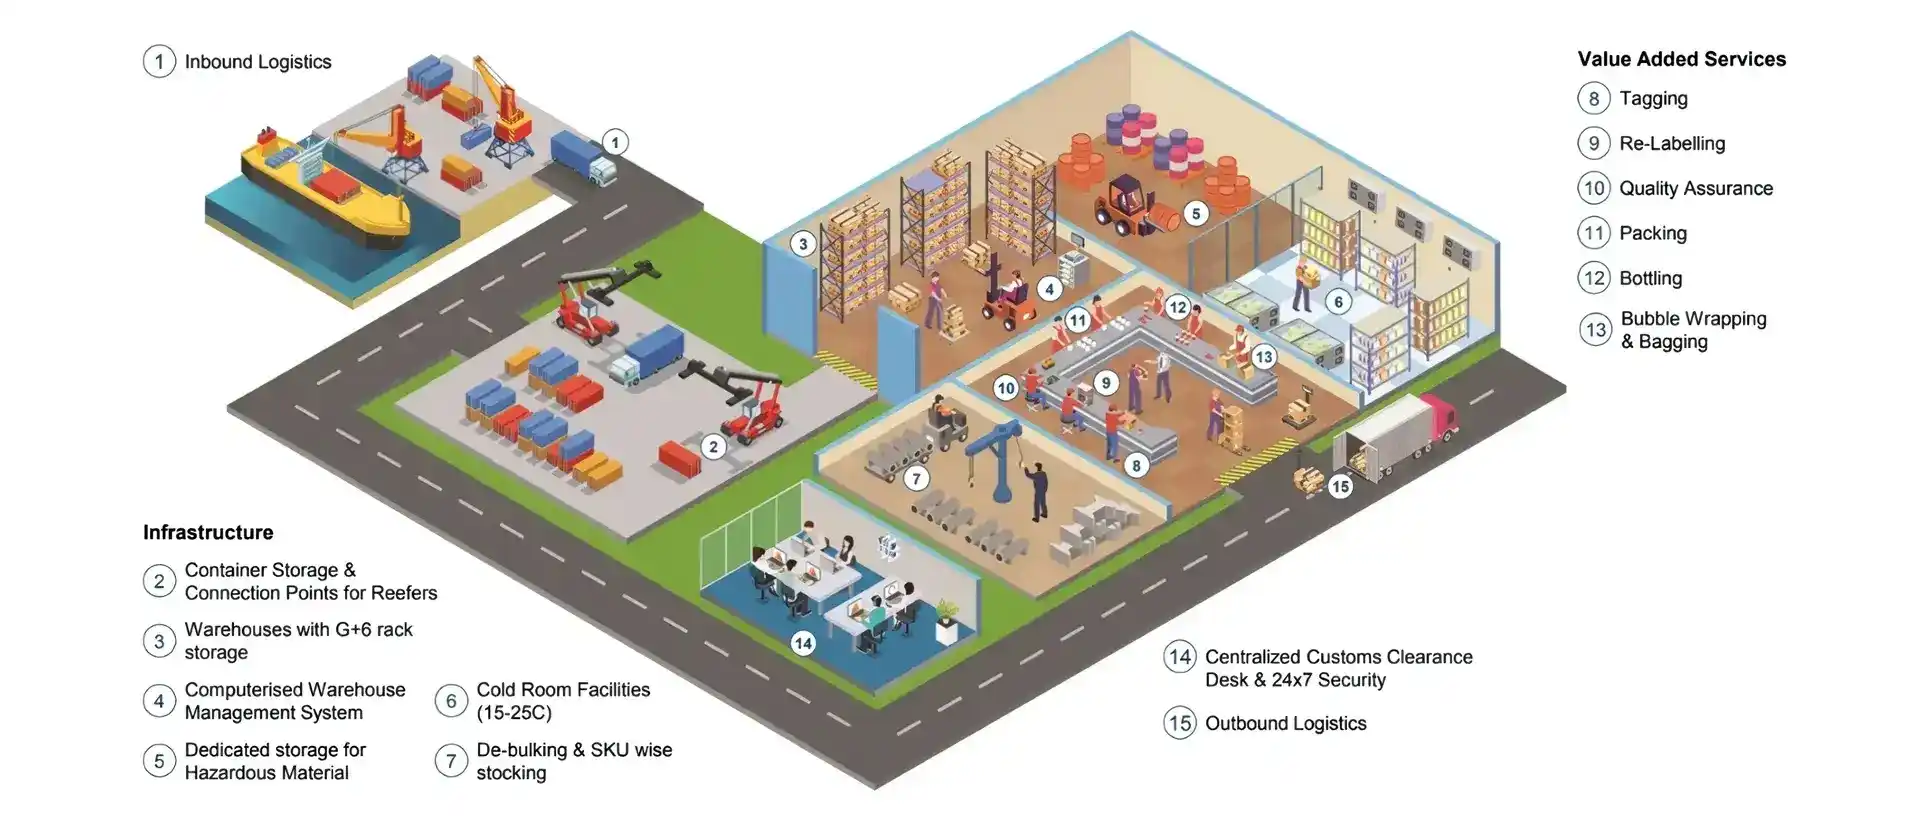 1 Inbound Logistics
Value Added Services
8 Tagging
9 Re-Labelling
10 Quality Assurance
11 Packing
12 Bottling
13 Bubble Wrapping
& Bagging
1
3
5
4
6
12
11
13
9
10
2
8
7
15
14
Infrastructure
2 Container Storage &
Connection Points for Reefers
3 Warehouses with G+6 rack
storage
4 Computerised Warehouse
Management System
5 Dedicated storage for
Hazardous Material
6 Cold Room Facilities
(15-25C)
7 De-bulking & SKU wise
stocking
14 Centralized Customs Clearance
Desk & 24x7 Security
15 Outbound Logistics